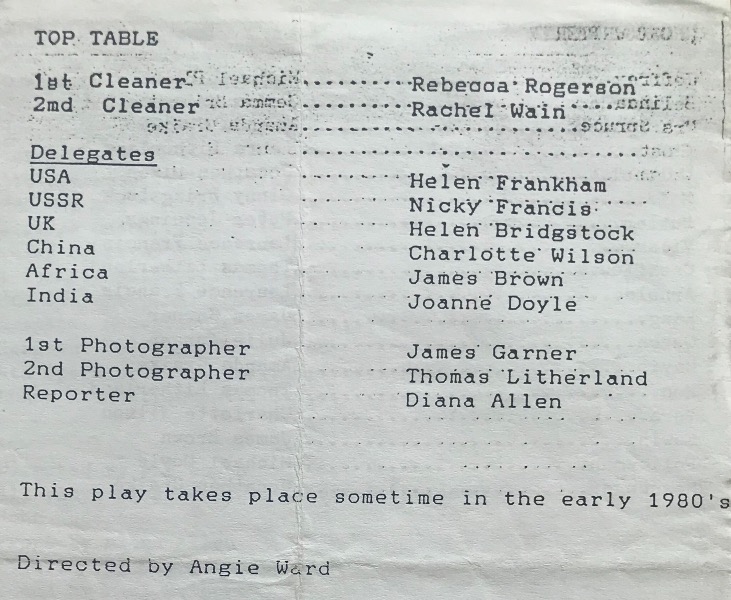 TOP TABLE
1st Cleaner..........Rebecca Rogerson
2md Cleaner..........Rachel Wain
Delegates
USA Helen Frankham
USSR Nicky Francis
UK Helen Bridgstock
China Charlotte Wilson
Africa James Brown
India Joanne Doyle
1st Photographer James Garner
2nd Photographer Thomas Litherland
Reporter Diana Allen
This play takes place sometime in the early 1980's
Directed by Angie Ward